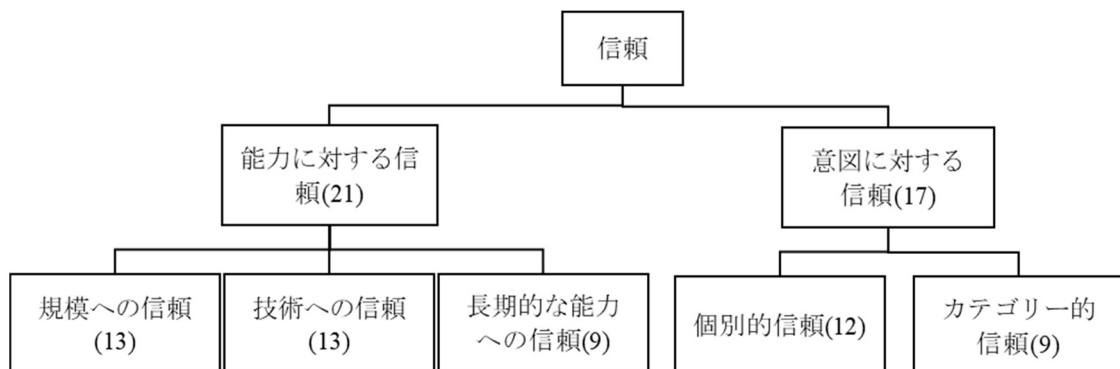 信頼
能力に対する信
頼(21)
意図に対する
信頼(17)
規模への信頼
(13)
技術への信頼
(13)
長期的な能力
への信頼(9)
個別的信頼(12)
カテゴリー的
信頼(9)